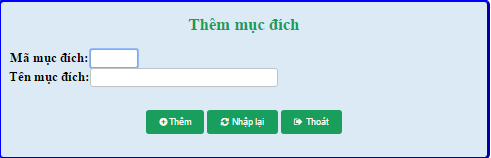 Thêm mục đích
Mã mục đích:
Tên mục đích:
Thêm Nhập lại Thoát